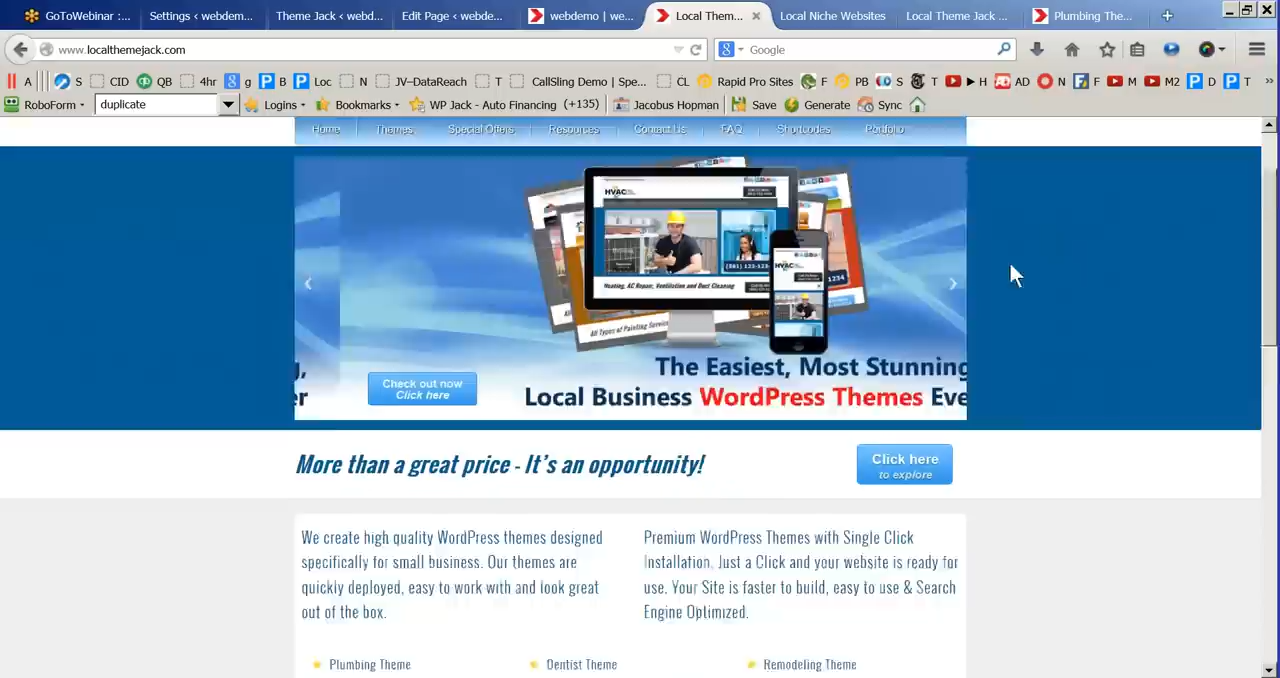 GoToWebinar :...
Settings ‹ webdem...
Theme Jack ‹ webd...
Edit Page ‹ webde...
webdemo | we...
Local Them...
Local Niche Websites
Local Theme Jack ...
Plumbing The...
www.localthemejack.com
Google
A
S
CID
QB
4hr
g
B
Loc
N
JV--DataReach
T
CallSling Demo | Spe...
CL
Rapid Pro Sites
F
PB
S
T
H
AD
N
F
M
M2
D
T
RoboForm
duplicate
Logins
Bookmarks
WP Jack - Auto Financing (+135)
Jacobus Hopmei
Save
Generate
Sync
Home
Themes
Special Offers
Resources
Contact Us
FAQ
Shortcodes
Portfolio
HVAC
(581) 123-123
Heating, AC Repair, Ventilation and Duct Cleaning
HVAC
1234
All Types of Painting Servic
The Easiest, Most Stunning
Local Business WordPress Themes Eve
,
er
Check out now
Click here
More than a great price - It's an opportunity!
Click here
to explore
We create high quality WordPress themes designed
specifically for small business. Our themes are
quickly deployed, easy to work with and look great
out of the box.
Premium WordPress Themes with Single Click
Installation. Just a Click and your website is ready for
use. Your Site is faster to build, easy to use & Search
Engine Optimized.
Plumbing Theme
Dentist Theme
Remodeling Theme